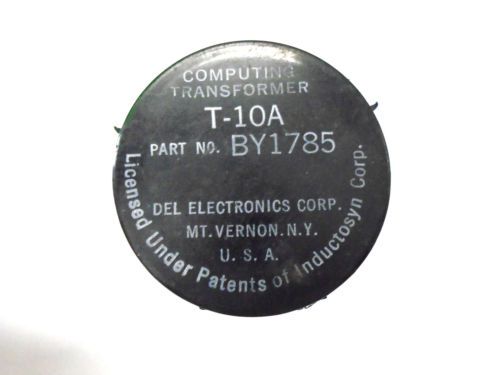 COMPUTING
TRANSFORMER
T-10A
PART NO. BY1785
DEL ELECTRONICS CORP.
MT. VERNON. N.Y.
U. S. A.
Licensed Under Patents of Inductosyn Corp.